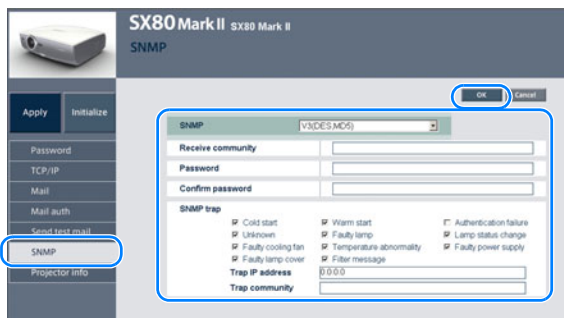 SX80 Mark II SX80 Mark II
SNMP
OK Cancel
Apply Initialize
Password
TCP/IP
Mail
Mail auth
Send test mail
SNMP
Projector info
SNMP V3(DES,MD5)
Receive community
Password
Confirm password
SNMP trap
Cold start Warm start Authentication failure
Unknown Faulty lamp Lamp status change
Faulty cooling fan Temperature abnormality Faulty power supply
Faulty lamp cover Filter message
Trap IP address 0.0.0.0
Trap community